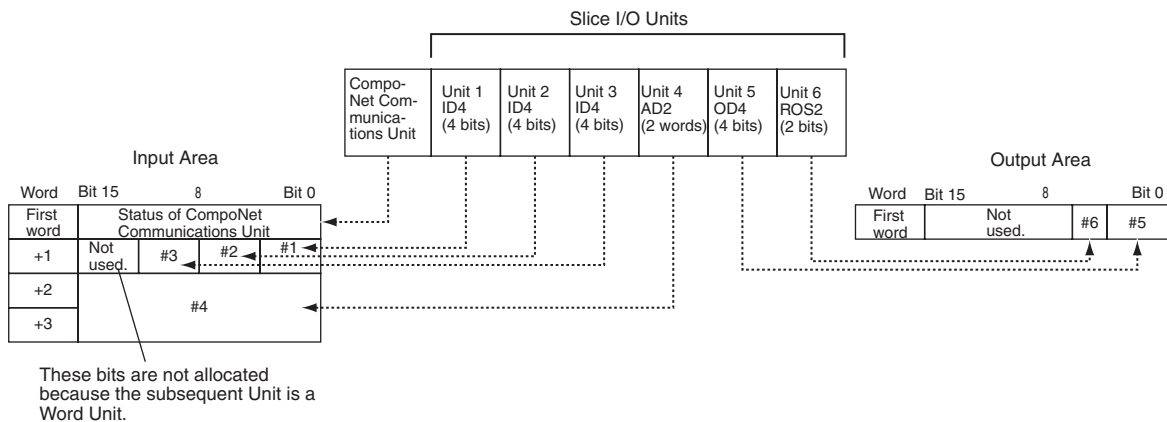 Slice I/O Units
Compo-
Net Com-
munica-
tions
Unit
Unit 1
ID4
(4 bits)
Unit 2
ID4
(4 bits)
Unit 3
ID4
(4 bits)
Unit 4
AD2
(2 words)
Unit 5
OD4
(4 bits)
Unit 6
ROS2
(2 bits)
Input Area
Word Bit 15 8 Bit 0
First
word
Status of CompoNet
Communications Unit
+1
Not
used.
#3
#2
#1
+2
#4
+3
These bits are not allocated
because the subsequent Unit is a
Word Unit.
Output Area
Word Bit 15 8 Bit 0
First
word
Not
used.
#6
#5